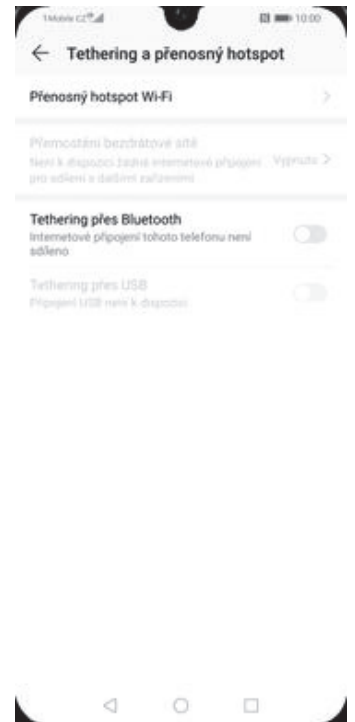 T-Mobile CZ 10:00
Tethering a přenosný hotspot
Přenosný hotspot Wi-Fi
Přemostění bezdrátové sítě
Není k dispozici žádné internetové připojení Vypnuto
pro sdílení s dalšími zařízeními
Tethering přes Bluetooth
Internetové připojení tohoto telefonu není
sdíleno
Tethering přes USB
Připojení USB není k dispozici